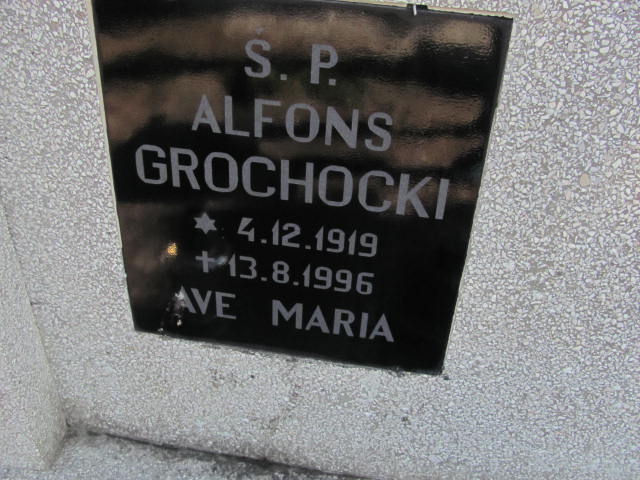 Ś. P.
ALFONS
GROCHOCKI
* 4.12.1919
✝ 13.8.1996
AVE MARIA